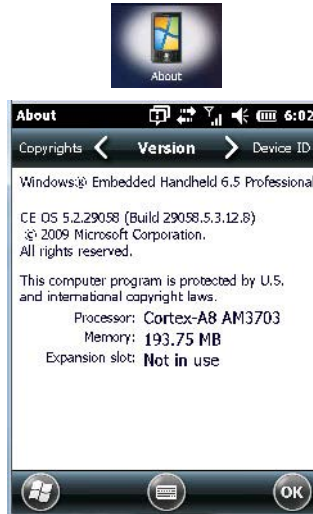 About
About 6:02
Copyrights Version Device ID
Windows® Embedded Handheld 6.5 Professional
CE OS 5.2.29058 (Build 29058.5.3.12.8)
© 2009 Microsoft Corporation.
All rights reserved.
This computer program is protected by U.S.
and international copyright laws.
Processor: Cortex-A8 AM3703
Memory: 193.75 MB
Expansion slot: Not in use
OK